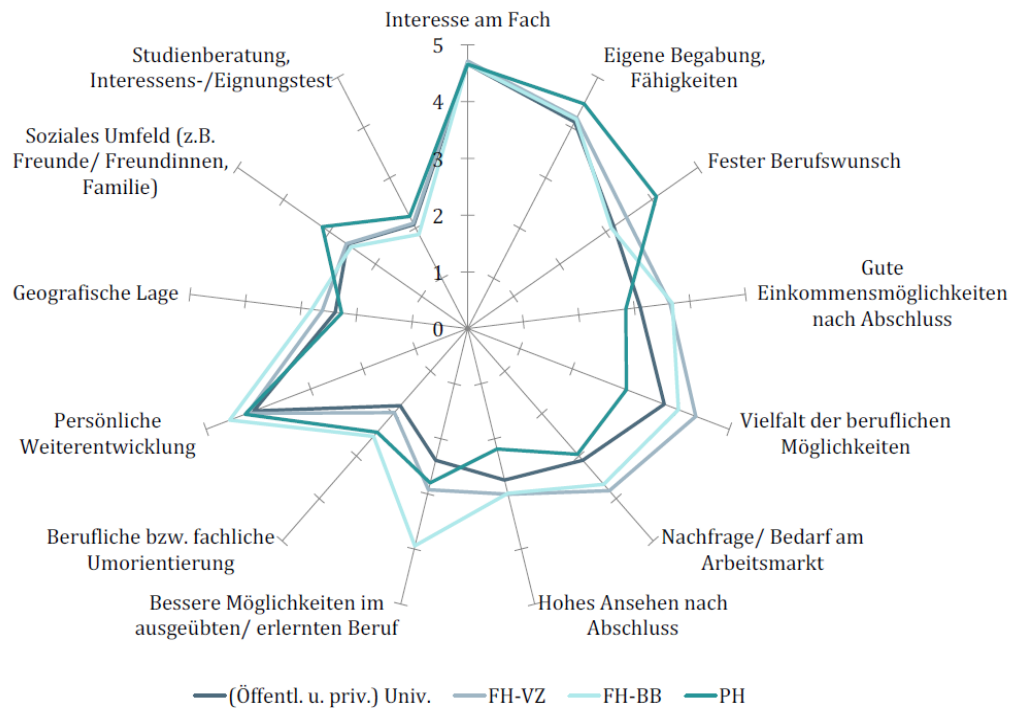 Interesse am Fach
Studienberatung,
Interessens-/Eignungstest
Eigene Begabung,
Fähigkeiten
Soziales Umfeld (z.B.
Freunde/ Freundinnen,
Familie)
Fester Berufswunsch
Geografische Lage
Gute
Einkommensmöglichkeiten
nach Abschluss
Persönliche
Weiterentwicklung
Vielfalt der beruflichen
Möglichkeiten
Berufliche bzw. fachliche
Umorientierung
Nachfrage/ Bedarf am
Arbeitsmarkt
Bessere Möglichkeiten im
ausgeübten/ erlernten Beruf
Hohes Ansehen nach
Abschluss
5
4
3
2
1
0
(Öffentl. u. priv.) Univ.
FH-VZ
FH-BB
PH